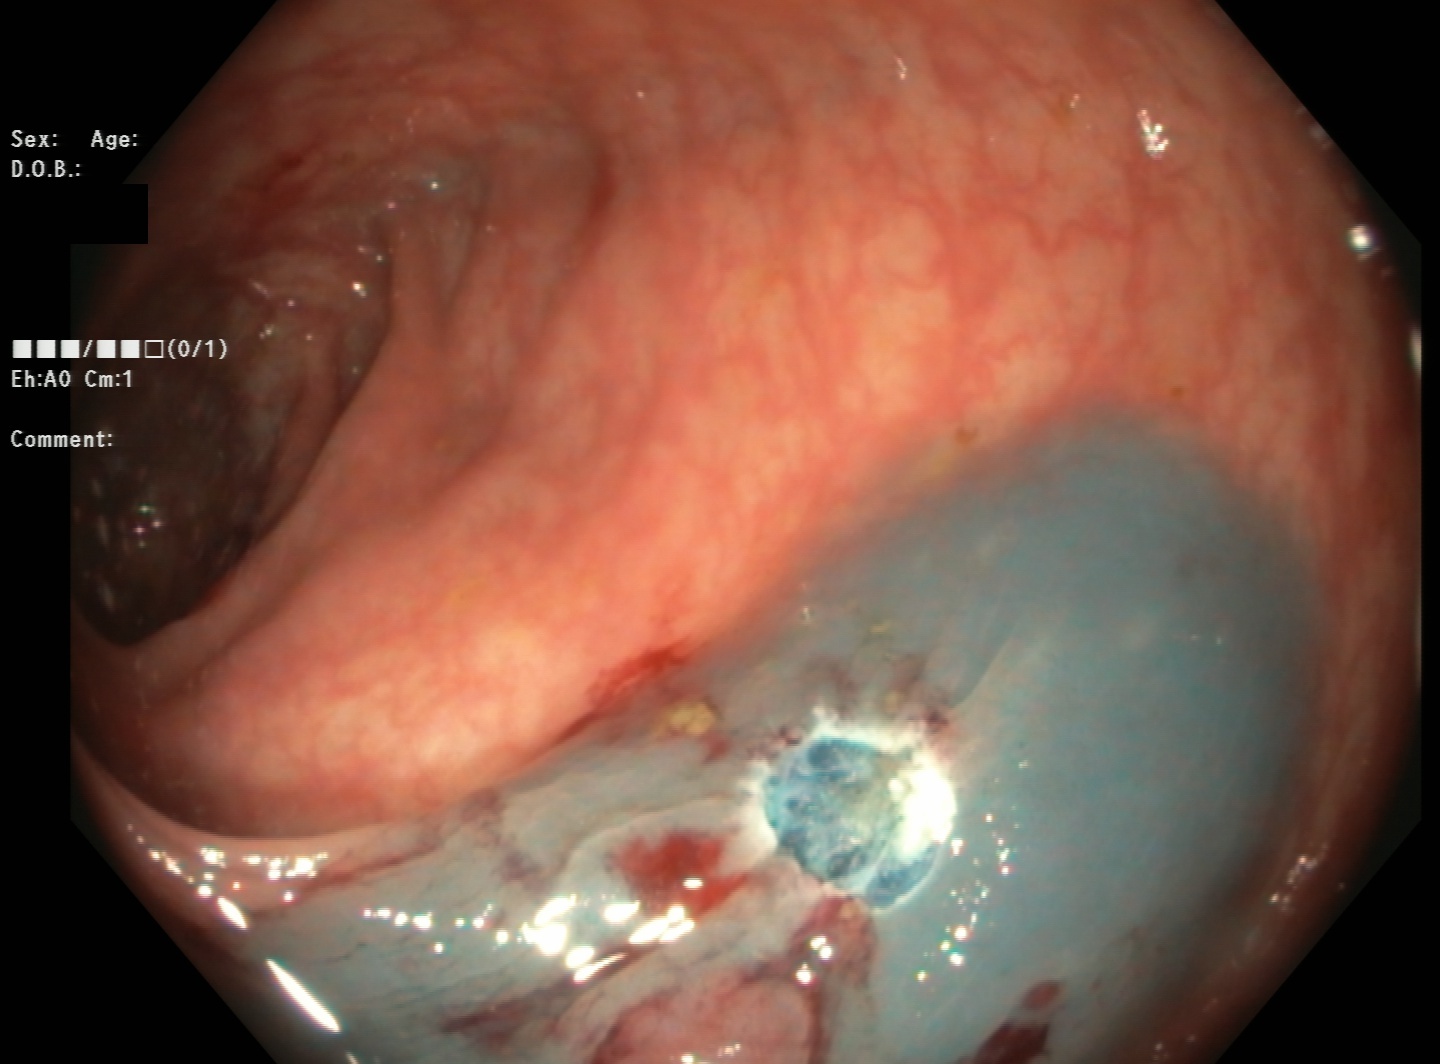 Sex: Age:
D.O.B.:
■■■/■■□(0/1)
Eh:A0 Cm:1
Comment: